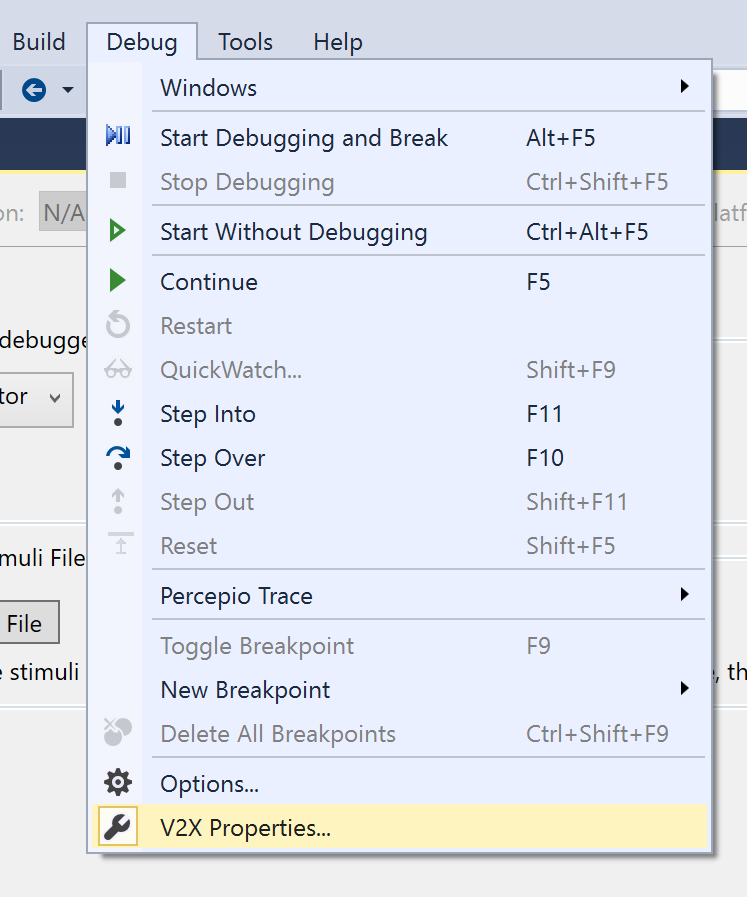 Build Debug Tools Help
Windows
Start Debugging and Break Alt+F5
Stop Debugging Ctrl+Shift+F5
on: N/A latf
Start Without Debugging Ctrl+Alt+F5
Continue F5
Restart
debugge
QuickWatch... Shift+F9
tor
Step Into F11
Step Over F10
Step Out Shift+F11
Reset Shift+F5
muli File
Percepio Trace
File
Toggle Breakpoint F9
e stimuli , th
New Breakpoint
Delete All Breakpoints Ctrl+Shift+F9
Options...
V2X Properties...